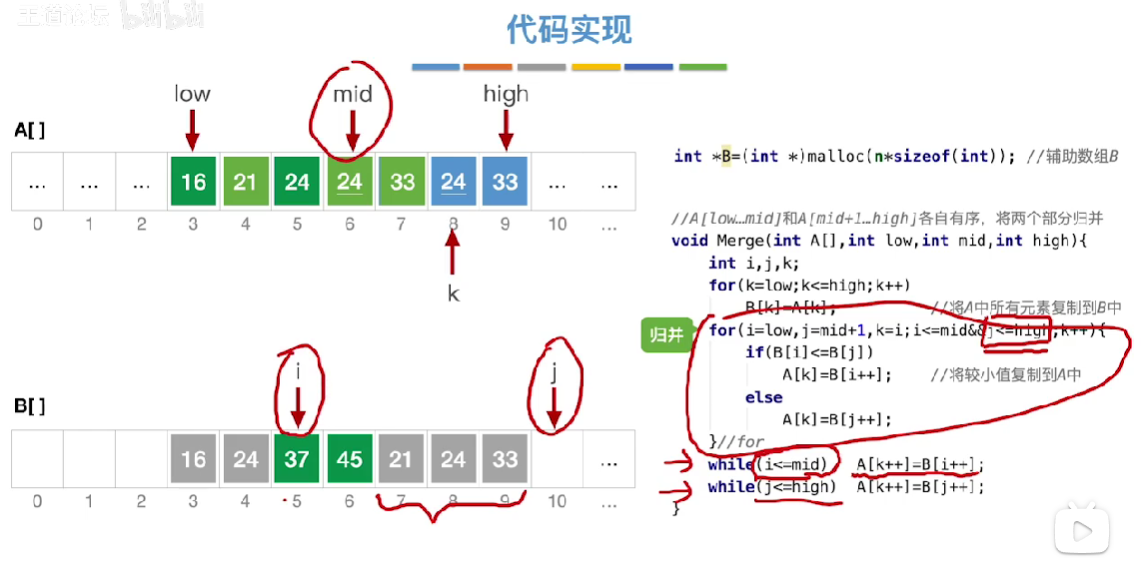 王道论坛 bilibili
代码实现
low mid high
A[]
... ... ... 16 21 24 24 33 24 33 ... ...
0 1 2 3 4 5 6 7 8 9 10 ...
k
i j
B[]
16 24 37 45 21 24 33 ...
0 1 2 3 4 5 6 7 8 9 10 ...
int *B=(int *)malloc(n*sizeof(int)); //辅助数组B
//A[low…mid]和A[mid+1…high]各自有序，将两个部分归并
void Merge(int A[],int low,int mid,int high){
int i,j,k;
for(k=low;k<=high;k++)
B[k]=A[k]; //将A中所有元素复制到B中
归并 for(i=low,j=mid+1,k=i;i<=mid&&j<=high;k++){
if(B[i]<=B[j])
A[k]=B[i++]; //将较小值复制到A中
else
A[k]=B[j++];
}//for
while(i<=mid) A[k++]=B[i++];
while(j<=high) A[k++]=B[j++];
}